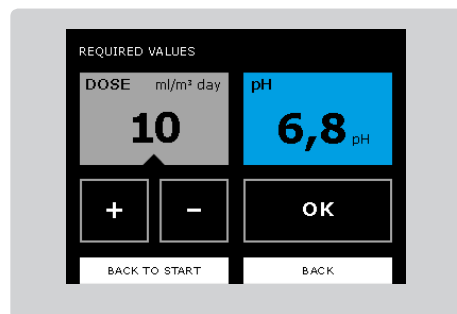 REQUIRED VALUES
DOSE ml/m³ day
pH
10
6,8 pH
+
−
OK
BACK TO START
BACK